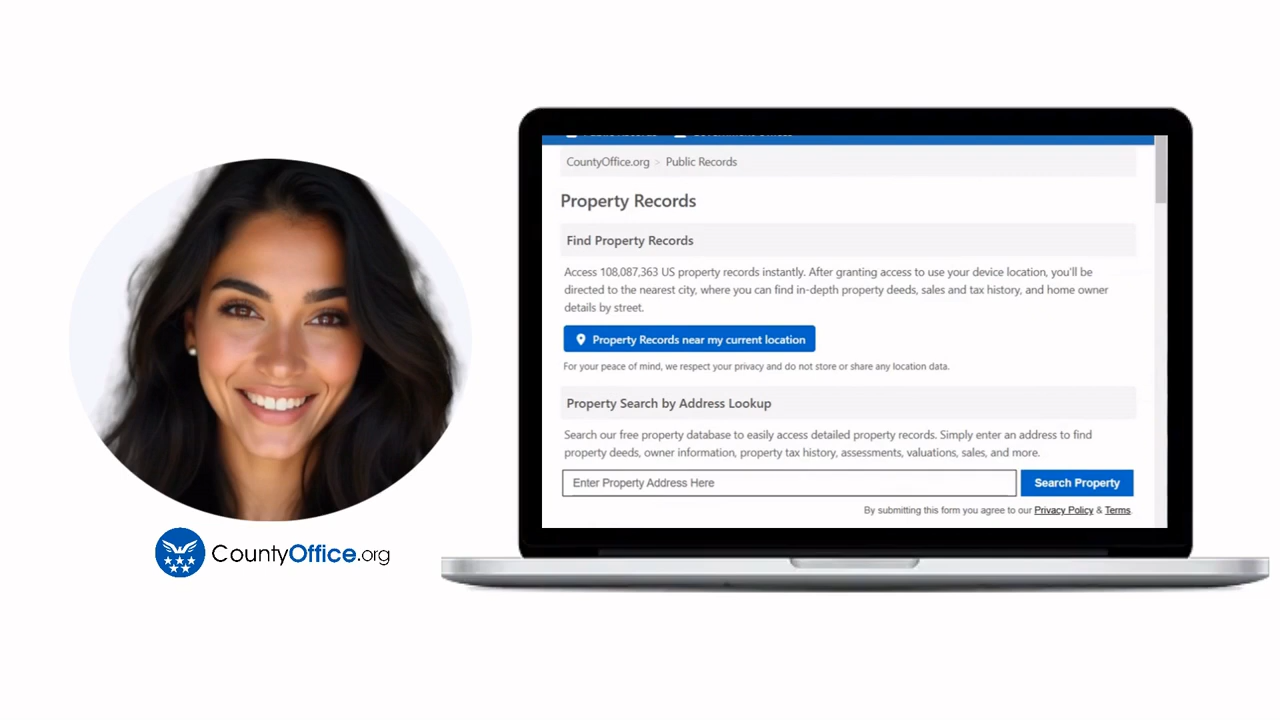 CountyOffice.org
CountyOffice.org > Public Records
Property Records
Find Property Records
Access 108,087,363 US property records instantly. After granting access to use your device location, you'll be
directed to the nearest city, where you can find in-depth property deeds, sales and tax history, and home owner
details by street.
Property Records near my current location
For your peace of mind, we respect your privacy and do not store or share any location data.
Property Search by Address Lookup
Search our free property database to easily access detailed property records. Simply enter an address to find
property deeds, owner information, property tax history, assessments, valuations, sales, and more.
Enter Property Address Here
Search Property
By submitting this form you agree to our Privacy Policy & Terms.